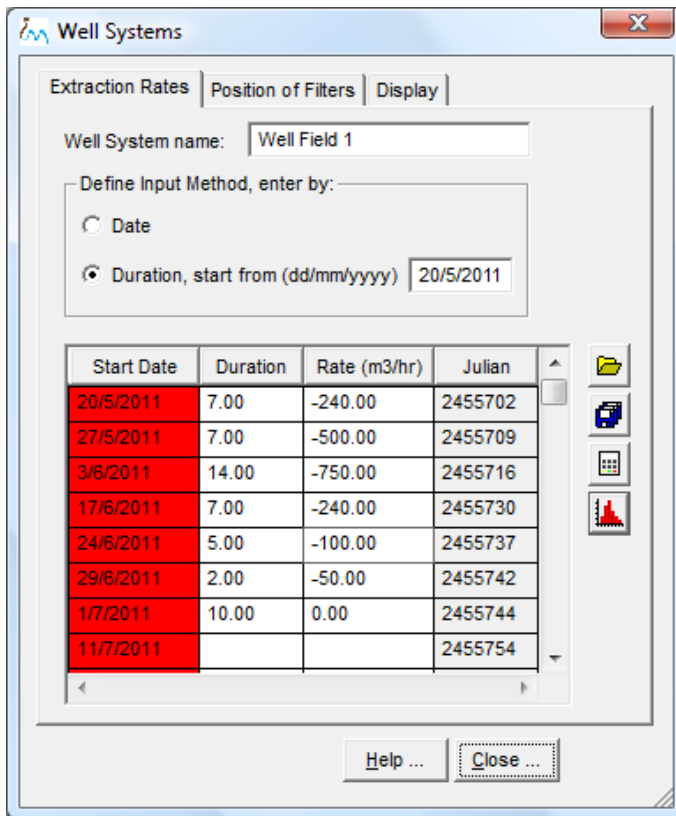 Well Systems
Extraction Rates Position of Filters Display
Well System name: Well Field 1
Define Input Method, enter by:
Date
Duration, start from (dd/mm/yyyy) 20/5/2011
Start Date Duration Rate (m3/hr) Julian
20/5/2011 7.00 -240.00 2455702
27/5/2011 7.00 -500.00 2455709
3/6/2011 14.00 -750.00 2455716
17/6/2011 7.00 -240.00 2455730
24/6/2011 5.00 -100.00 2455737
29/6/2011 2.00 -50.00 2455742
1/7/2011 10.00 0.00 2455744
11/7/2011 2455754
Help ... Close ...